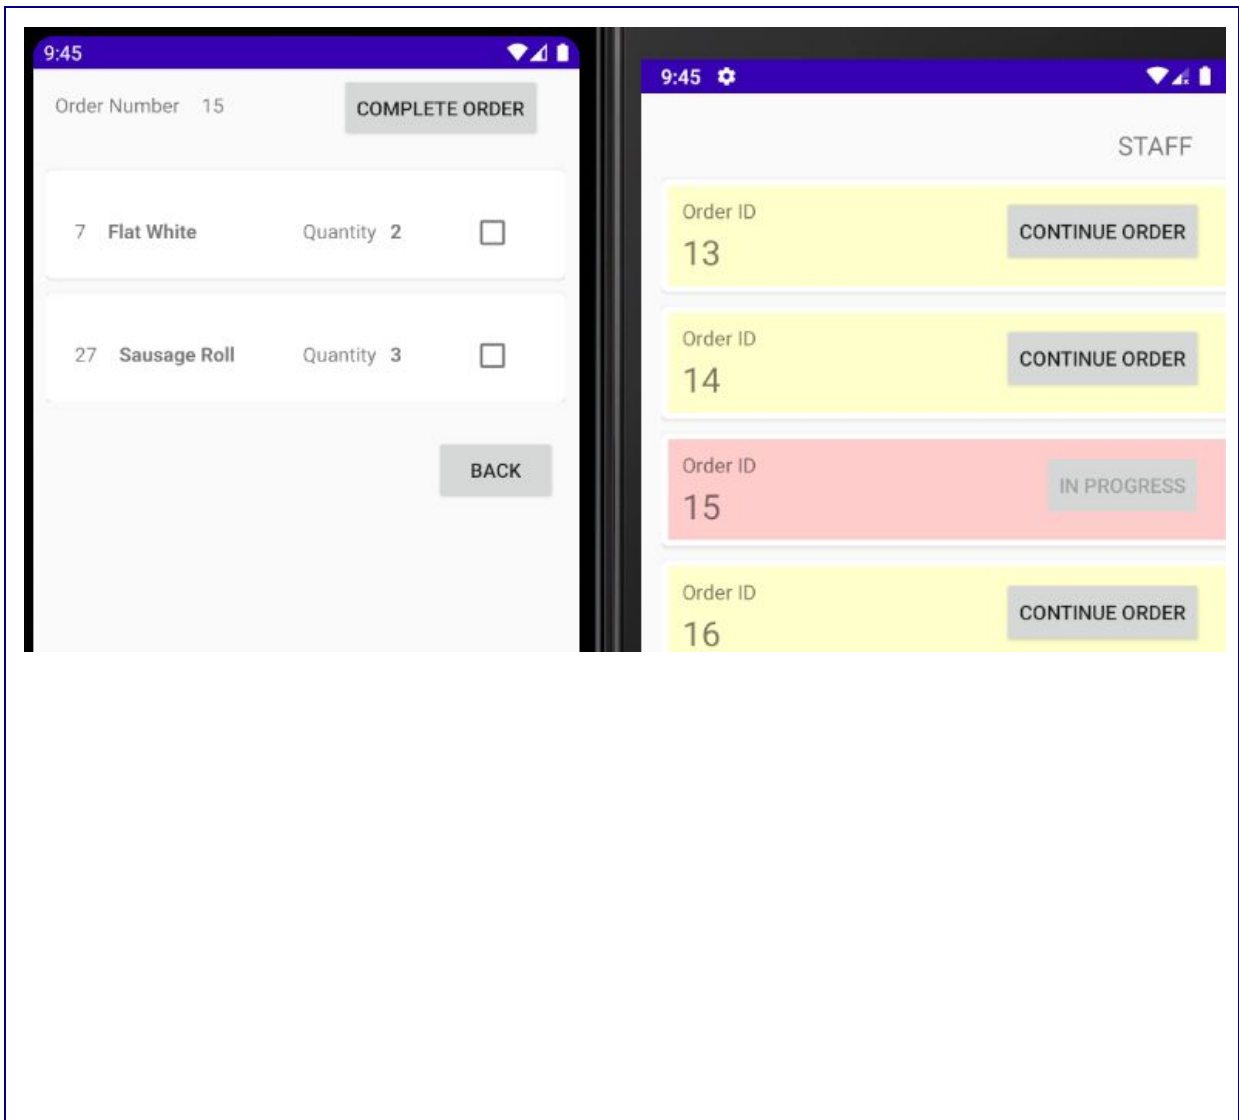 9:45
Order Number 15 COMPLETE ORDER
7 Flat White Quantity 2
27 Sausage Roll Quantity 3
BACK
9:45
STAFF
Order ID
13 CONTINUE ORDER
Order ID
14 CONTINUE ORDER
Order ID
15 IN PROGRESS
Order ID
16 CONTINUE ORDER